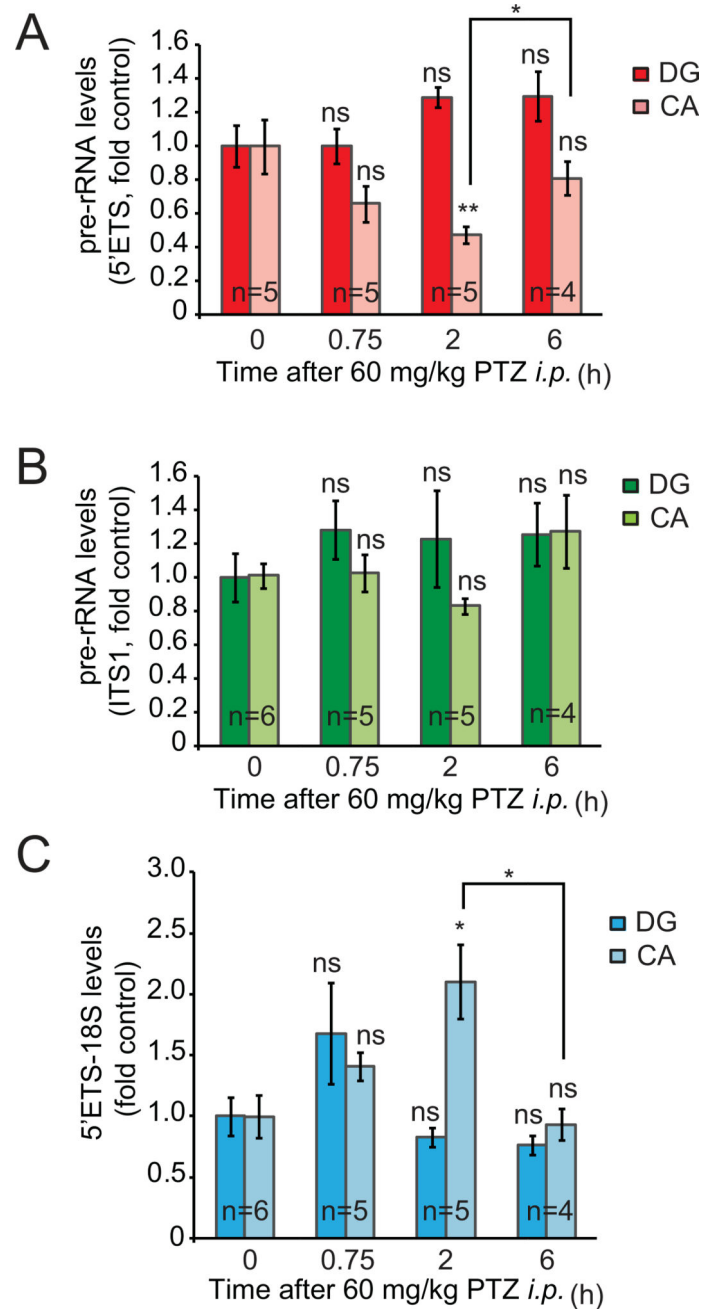 A
pre-rRNA levels
(5'ETS, fold control)
1.6
1.4
1.2
1.0
0.8
0.6
0.4
0.2
0
ns
ns
ns
**
ns
ns
*
n=5
n=5
n=5
n=4
0 0.75 2 6
Time after 60 mg/kg PTZ i.p. (h)
DG
CA
B
pre-rRNA levels
(ITS1, fold control)
1.6
1.4
1.2
1.0
0.8
0.6
0.4
0.2
0
ns
ns
ns
ns
ns
ns
n=6
n=5
n=5
n=4
0 0.75 2 6
Time after 60 mg/kg PTZ i.p. (h)
DG
CA
C
5'ETS-18S levels
(fold control)
3.0
2.5
2.0
1.5
1.0
0.5
0
ns
ns
ns
*
ns
ns
*
n=6
n=5
n=5
n=4
0 0.75 2 6
Time after 60 mg/kg PTZ i.p. (h)
DG
CA